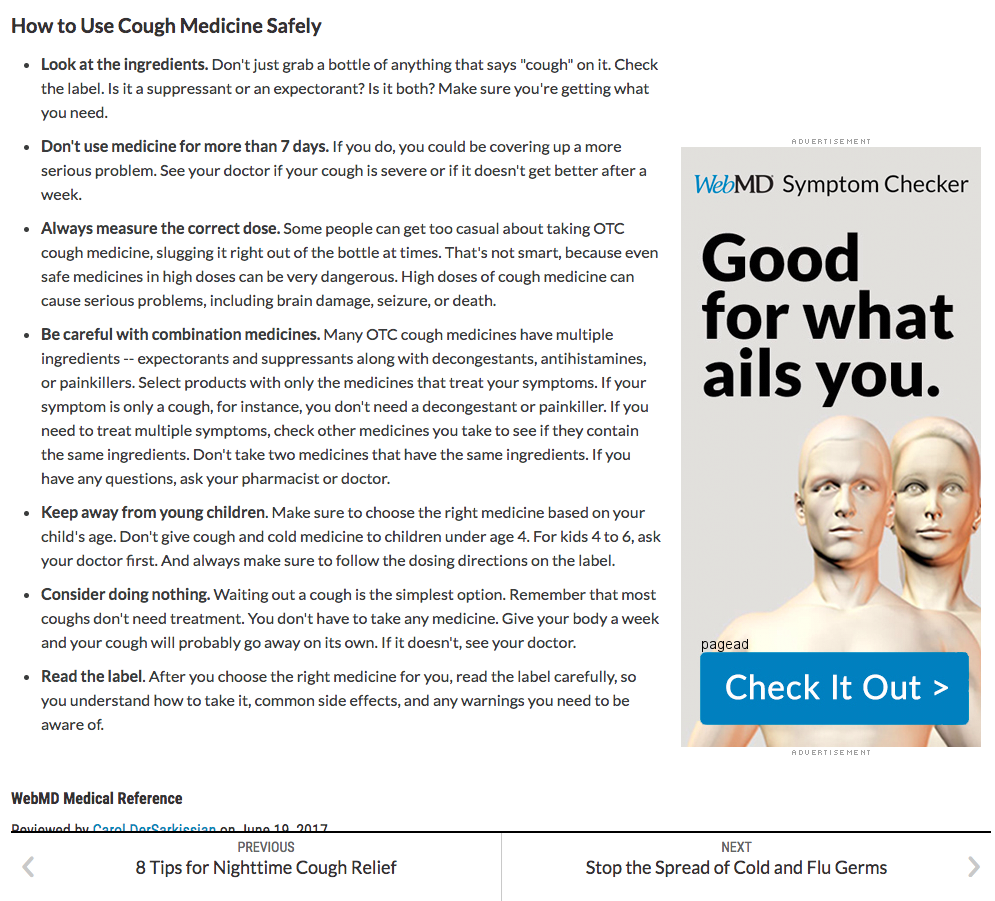 How to Use Cough Medicine Safely
• Look at the ingredients. Don't just grab a bottle of anything that says "cough" on it. Check
the label. Is it a suppressant or an expectorant? Is it both? Make sure you're getting what
you need.
• Don't use medicine for more than 7 days. If you do, you could be covering up a more
serious problem. See your doctor if your cough is severe or if it doesn't get better after a
week.
• Always measure the correct dose. Some people can get too casual about taking OTC
cough medicine, slugging it right out of the bottle at times. That's not smart, because even
safe medicines in high doses can be very dangerous. High doses of cough medicine can
cause serious problems, including brain damage, seizure, or death.
• Be careful with combination medicines. Many OTC cough medicines have multiple
ingredients -- expectorants and suppressants along with decongestants, antihistamines,
or painkillers. Select products with only the medicines that treat your symptoms. If your
symptom is only a cough, for instance, you don't need a decongestant or painkiller. If you
need to treat multiple symptoms, check other medicines you take to see if they contain
the same ingredients. Don't take two medicines that have the same ingredients. If you
have any questions, ask your pharmacist or doctor.
• Keep away from young children. Make sure to choose the right medicine based on your
child's age. Don't give cough and cold medicine to children under age 4. For kids 4 to 6, ask
your doctor first. And always make sure to follow the dosing directions on the label.
• Consider doing nothing. Waiting out a cough is the simplest option. Remember that most
coughs don't need treatment. You don't have to take any medicine. Give your body a week
and your cough will probably go away on its own. If it doesn't, see your doctor.
• Read the label. After you choose the right medicine for you, read the label carefully, so
you understand how to take it, common side effects, and any warnings you need to be
aware of.
WebMD Medical Reference
Reviewed by Carol DerSarkissian on June 19, 2017
ADVERTISEMENT
WebMD Symptom Checker
Good
for what
ails you.
pagead
Check It Out >
ADVERTISEMENT
PREVIOUS
8 Tips for Nighttime Cough Relief
NEXT
Stop the Spread of Cold and Flu Germs